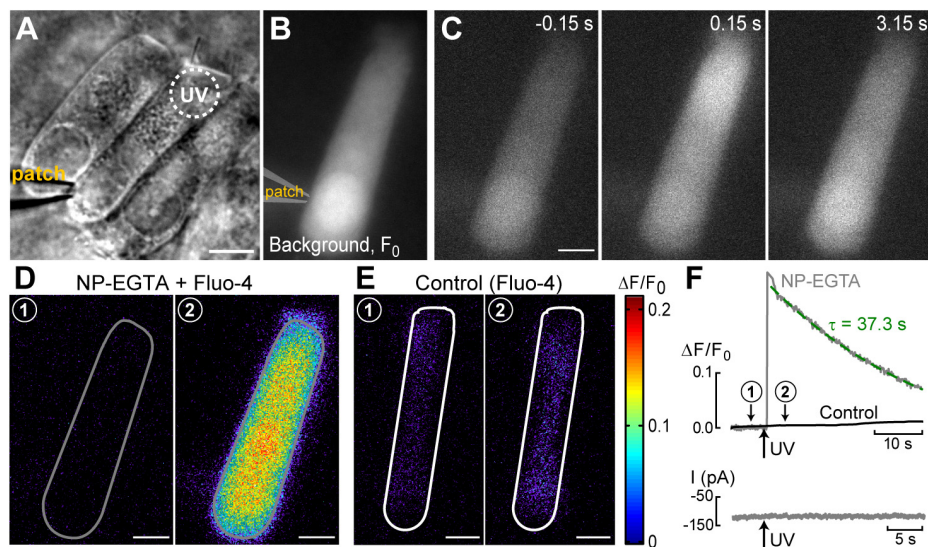 A
UV
patch
B
patch
Background, F0
C
-0.15 s
0.15 s
3.15 s
D
NP-EGTA + Fluo-4
1
2
E
Control (Fluo-4)
1
2
ΔF/F0
0.2
0.1
0
F
NP-EGTA
τ = 37.3 s
ΔF/F0
0.1
0.0
1
2
Control
UV
10 s
I (pA)
-50
-150
UV
5 s